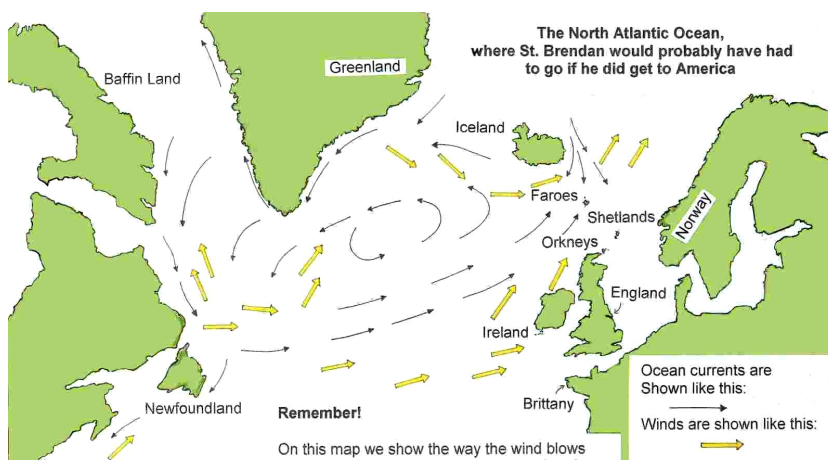 The North Atlantic Ocean,
where St. Brendan would probably have had
to go if he did get to America
Baffin Land
Greenland
Iceland
Faroes
Shetlands
Orkneys
Norway
England
Ireland
Brittany
Newfoundland
Remember!
On this map we show the way the wind blows
Ocean currents are
Shown like this:
Winds are shown like this: